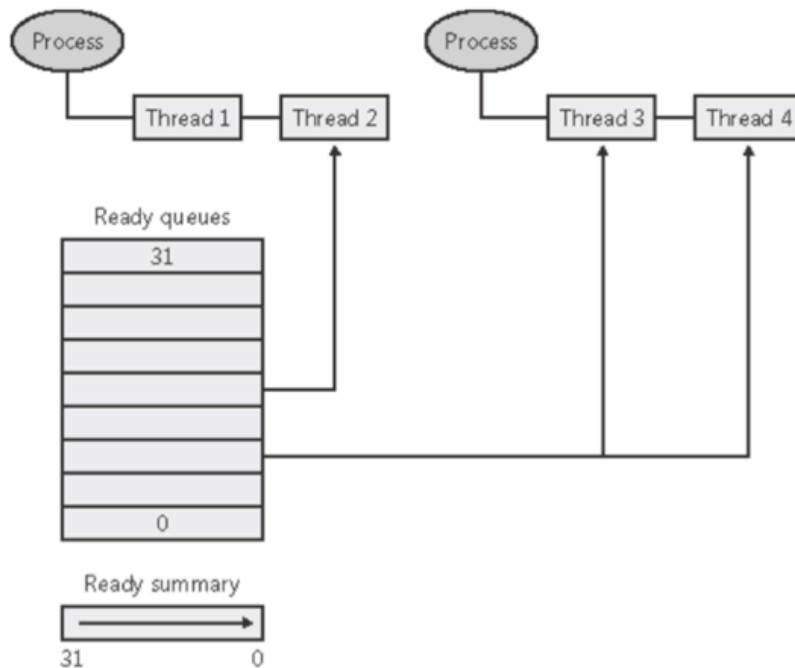 Process
Process
Thread 1
Thread 2
Thread 3
Thread 4
Ready queues
31
0
Ready summary
31
0